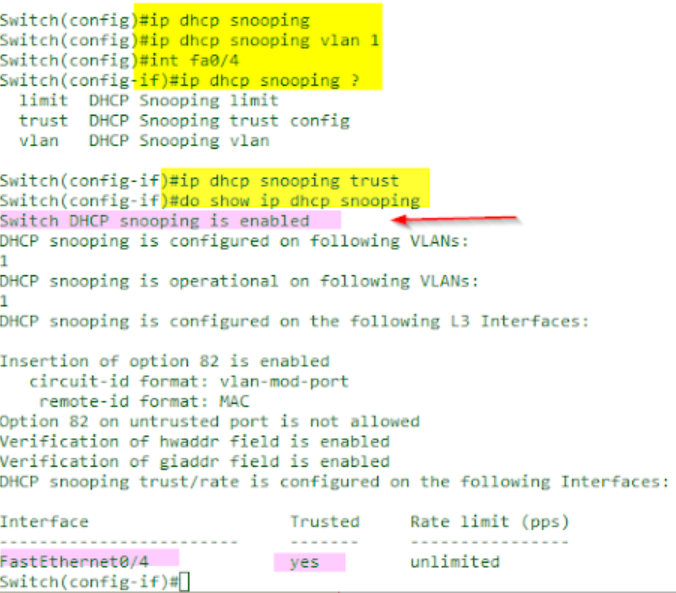 Switch(config)#ip dhcp snooping
Switch(config)#ip dhcp snooping vlan 1
Switch(config)#int fa0/4
Switch(config-if)#ip dhcp snooping ?
  limit  DHCP Snooping limit
  trust  DHCP Snooping trust config
  vlan   DHCP Snooping vlan

Switch(config-if)#ip dhcp snooping trust
Switch(config-if)#do show ip dhcp snooping
Switch DHCP snooping is enabled
DHCP snooping is configured on following VLANs:
1
DHCP snooping is operational on following VLANs:
1
DHCP snooping is configured on the following L3 Interfaces:

Insertion of option 82 is enabled
   circuit-id format: vlan-mod-port
    remote-id format: MAC
Option 82 on untrusted port is not allowed
Verification of hwaddr field is enabled
Verification of giaddr field is enabled
DHCP snooping trust/rate is configured on the following Interfaces:

Interface                    Trusted     Rate limit (pps)
------------------------     -------     ----------------
FastEthernet0/4              yes         unlimited
Switch(config-if)#